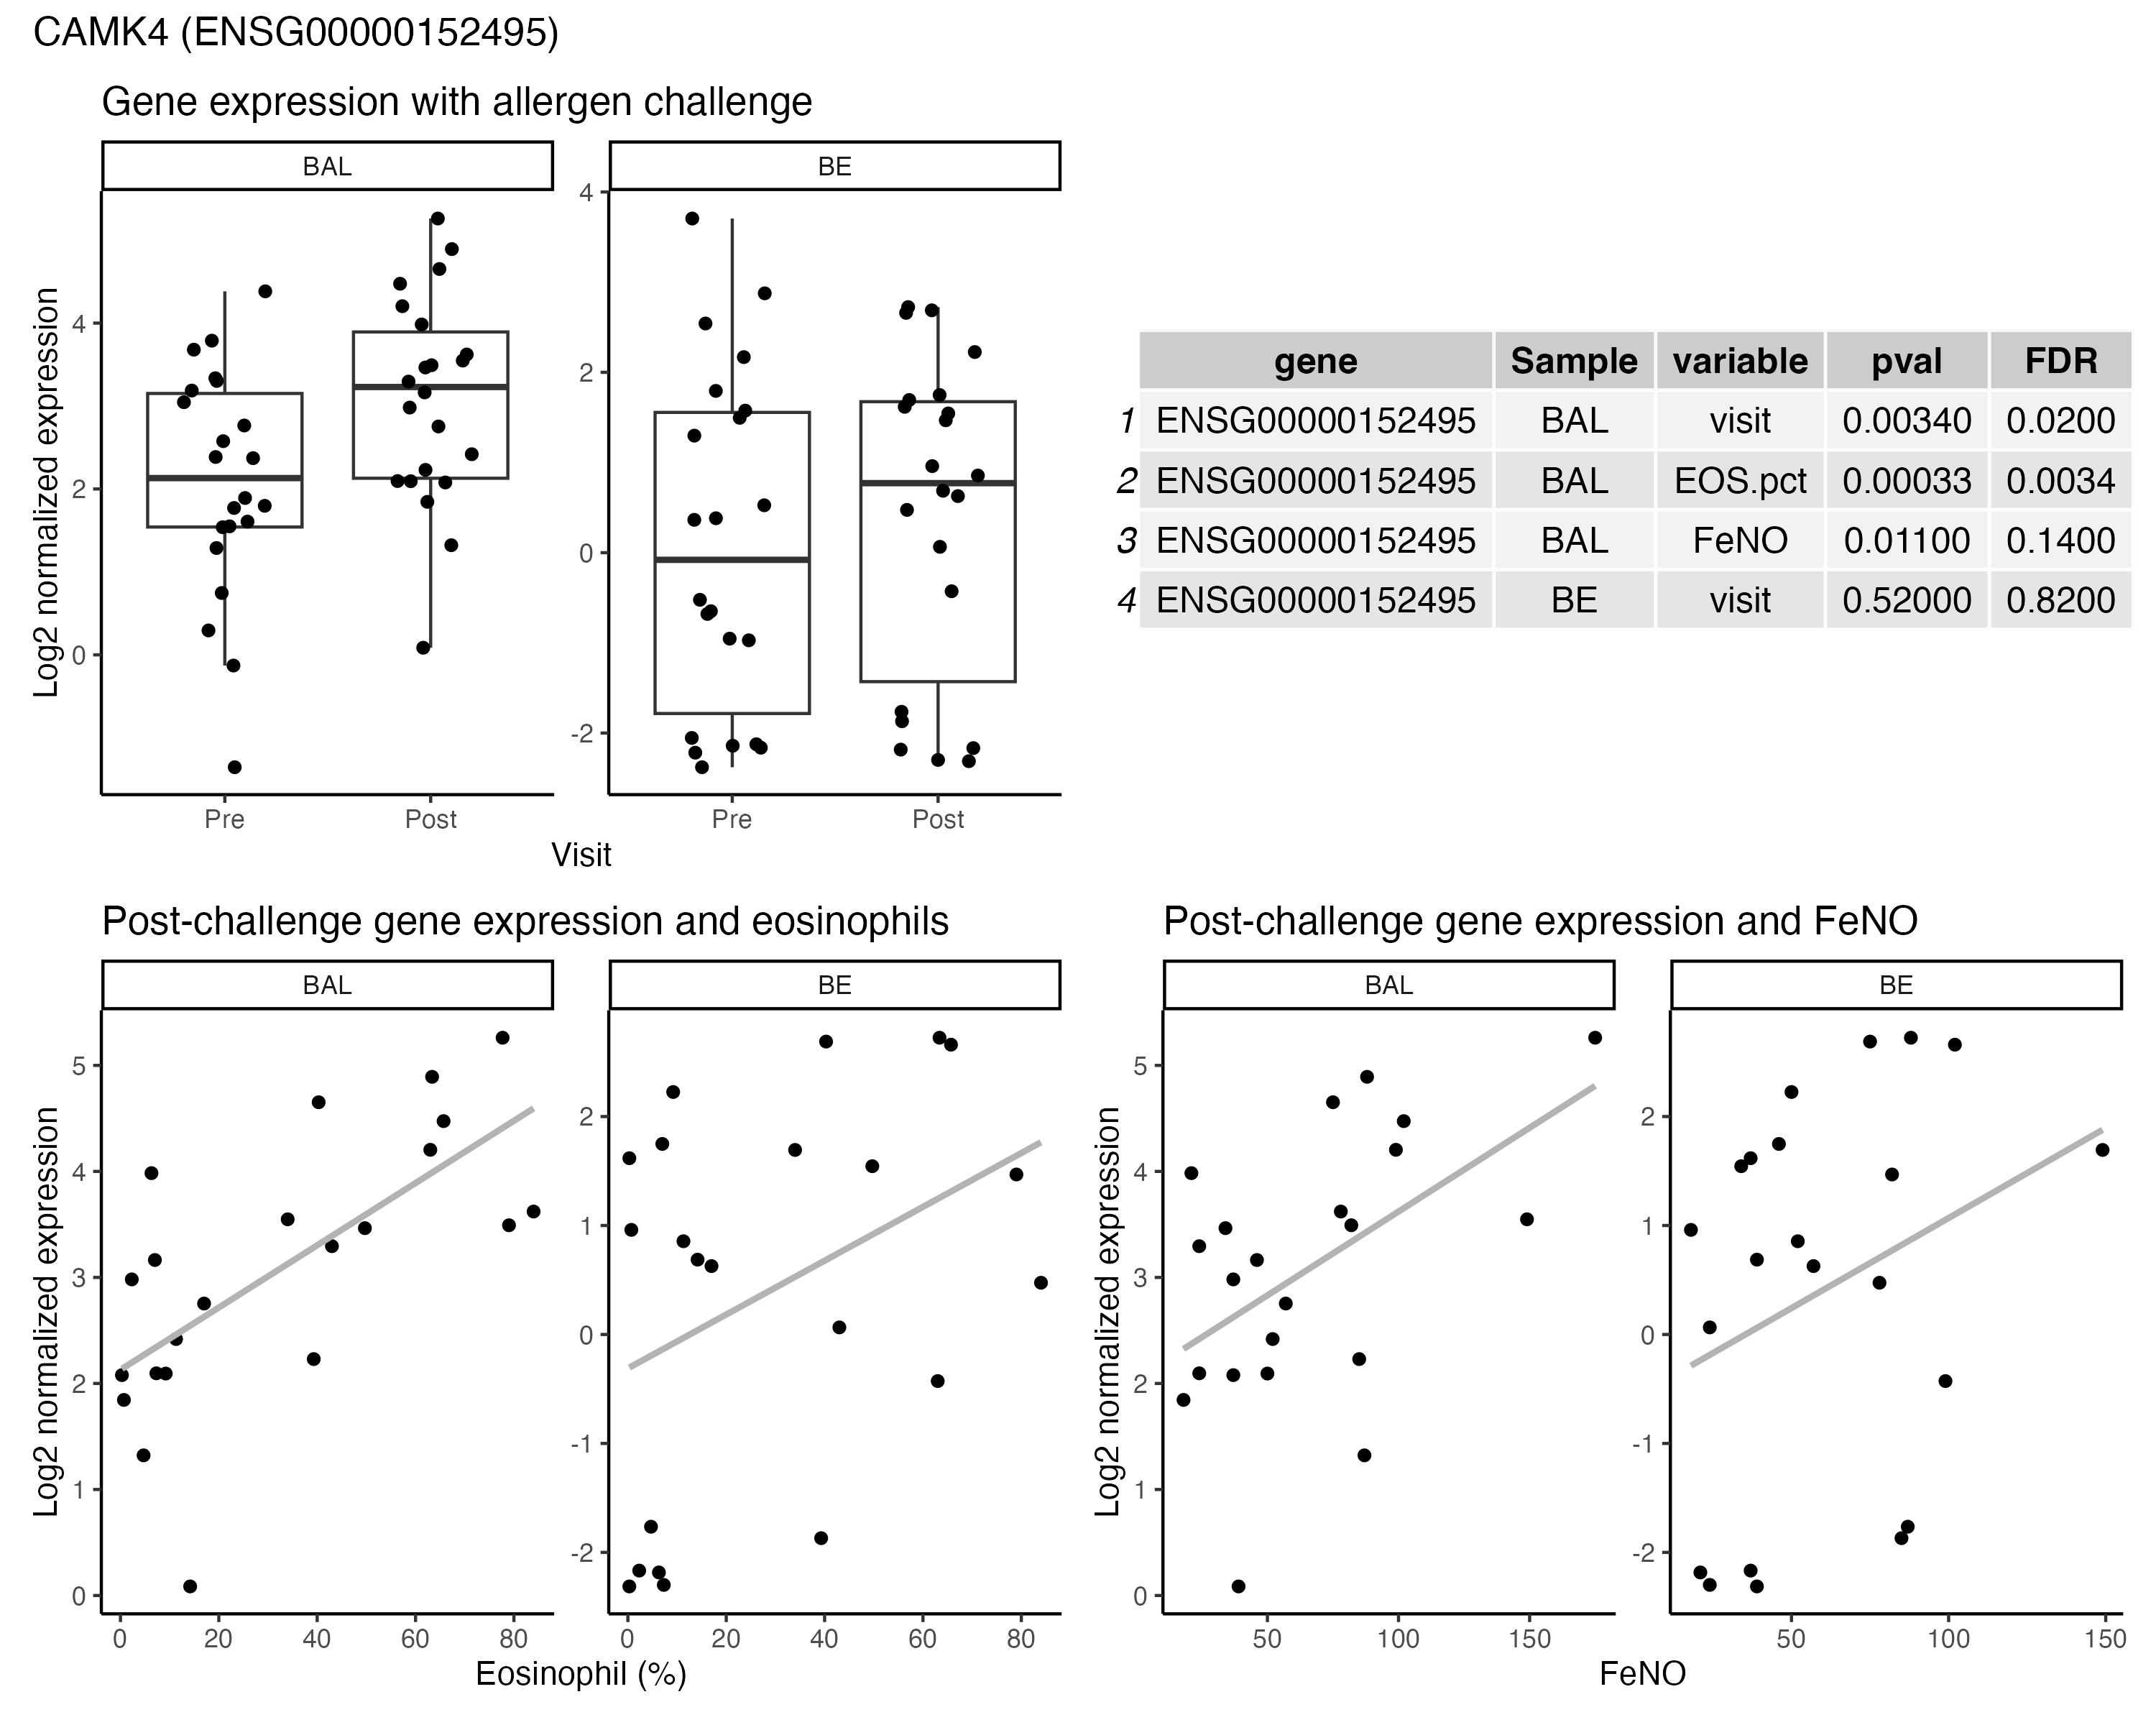 CAMK4 (ENSG00000152495)
Gene expression with allergen challenge
BAL
BE
Log2 normalized expression
4
2
0
4
2
0
-2
Pre
Post
Pre
Post
Visit
gene Sample variable pval FDR
1 ENSG00000152495 BAL visit 0.00340 0.0200
2 ENSG00000152495 BAL EOS.pct 0.00033 0.0034
3 ENSG00000152495 BAL FeNO 0.01100 0.1400
4 ENSG00000152495 BE visit 0.52000 0.8200
Post-challenge gene expression and eosinophils
BAL
BE
Log2 normalized expression
5
4
3
2
1
0
2
1
0
-1
-2
0 20 40 60 80
0 20 40 60 80
Eosinophil (%)
Post-challenge gene expression and FeNO
BAL
BE
Log2 normalized expression
5
4
3
2
1
0
2
1
0
-1
-2
50 100 150
50 100 150
FeNO